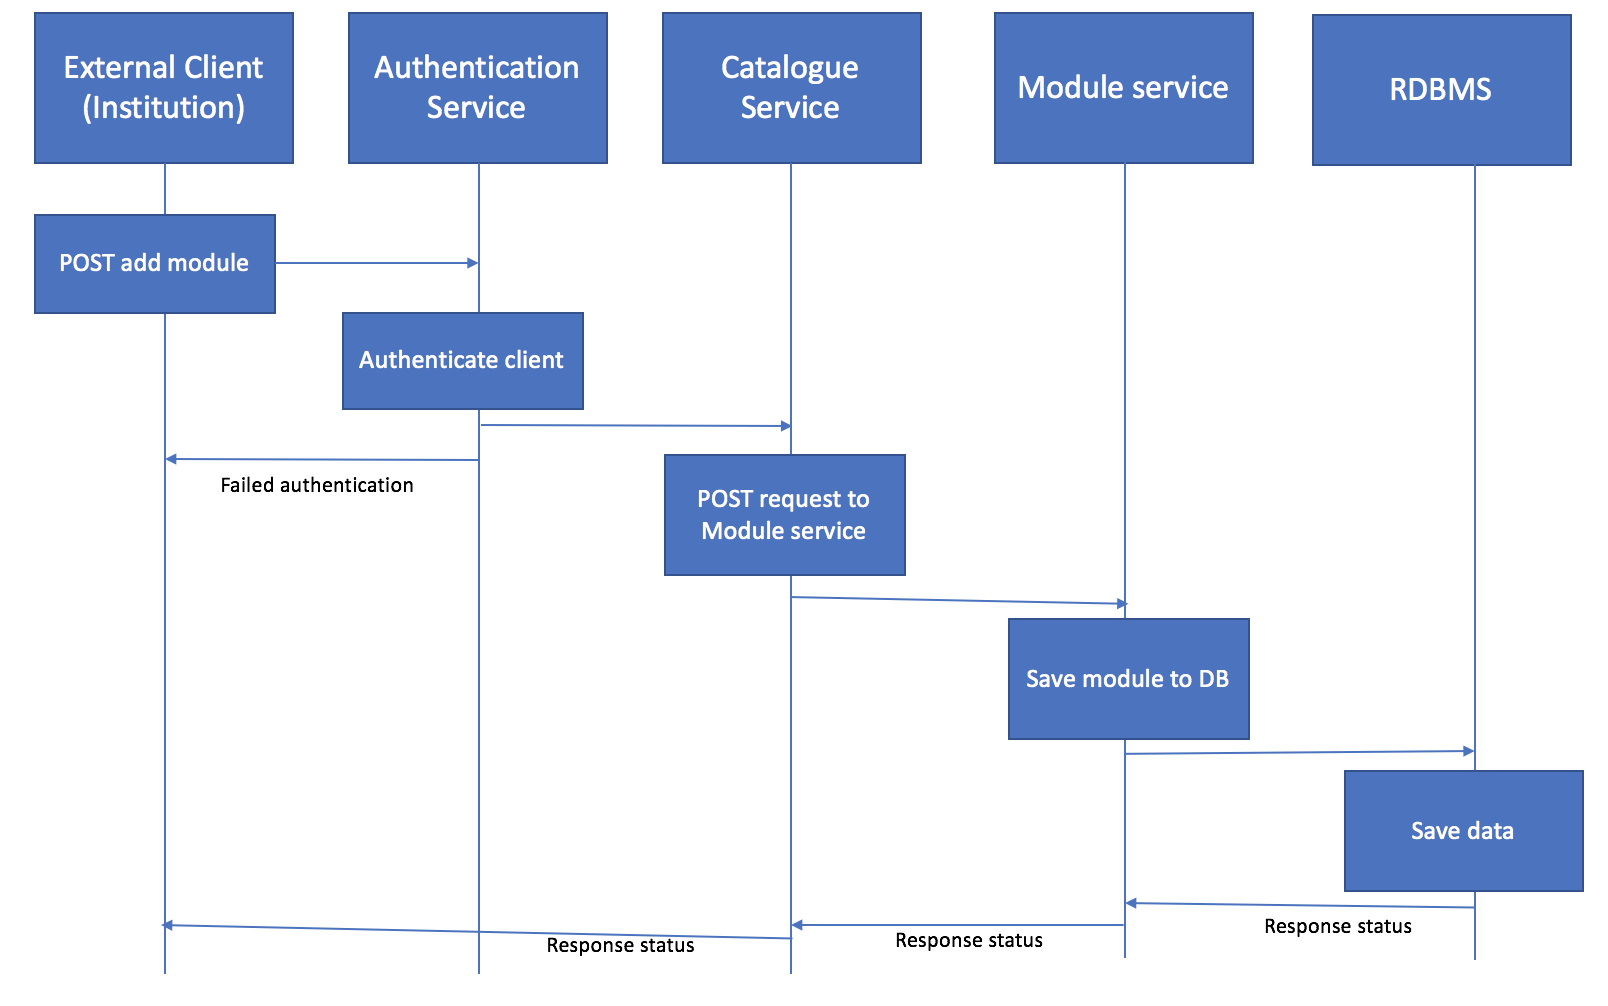 External Client
(Institution)
Authentication
Service
Catalogue
Service
Module service
RDBMS
POST add module
Authenticate client
Failed authentication
POST request to
Module service
Save module to DB
Save data
Response status
Response status
Response status